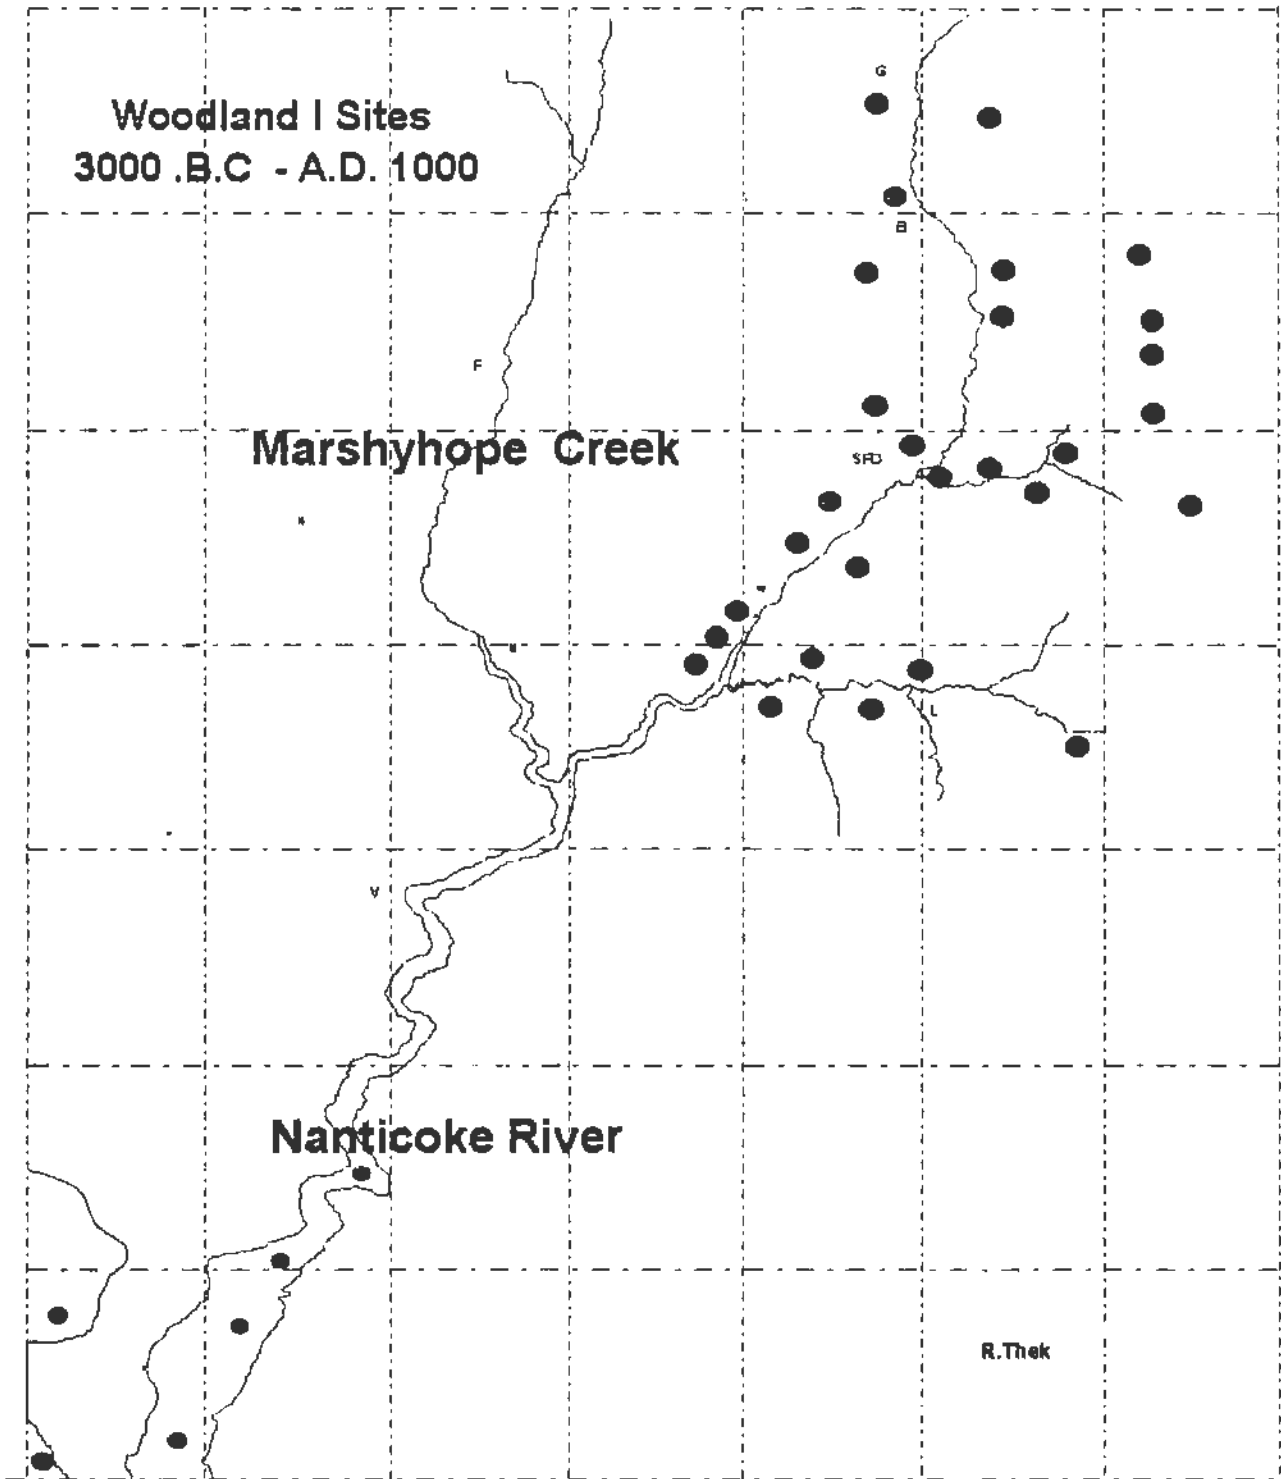 G
Woodland I Sites
3000 .B.C - A.D. 1000
B
F
Marshyhope Creek
SFD
L
V
Nanticoke River
R.Thek